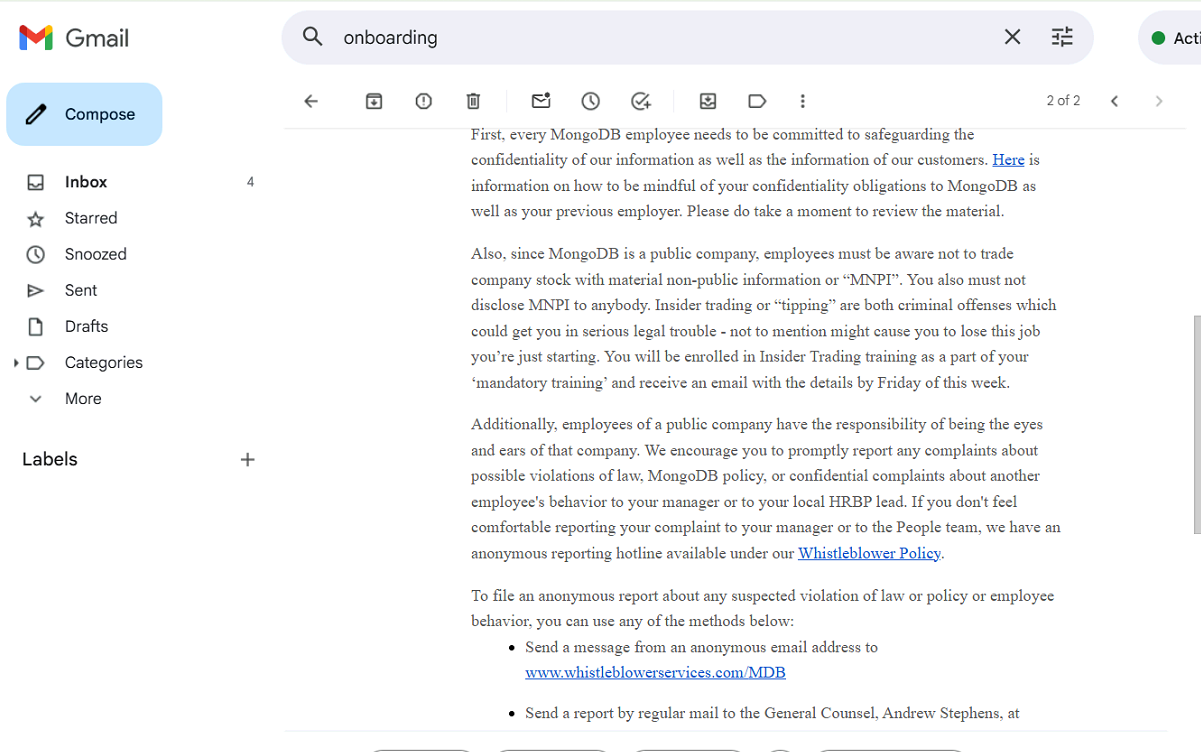 Gmail
onboarding
Compose
2 of 2
Inbox 4
Starred
Snoozed
Sent
Drafts
Categories
More
Labels
First, every MongoDB employee needs to be committed to safeguarding the
confidentiality of our information as well as the information of our customers. Here is
information on how to be mindful of your confidentiality obligations to MongoDB as
well as your previous employer. Please do take a moment to review the material.
Also, since MongoDB is a public company, employees must be aware not to trade
company stock with material non-public information or “MNPI”. You also must not
disclose MNPI to anybody. Insider trading or “tipping” are both criminal offenses which
could get you in serious legal trouble - not to mention might cause you to lose this job
you’re just starting. You will be enrolled in Insider Trading training as a part of your
‘mandatory training’ and receive an email with the details by Friday of this week.
Additionally, employees of a public company have the responsibility of being the eyes
and ears of that company. We encourage you to promptly report any complaints about
possible violations of law, MongoDB policy, or confidential complaints about another
employee's behavior to your manager or to your local HRBP lead. If you don't feel
comfortable reporting your complaint to your manager or to the People team, we have an
anonymous reporting hotline available under our Whistleblower Policy.
To file an anonymous report about any suspected violation of law or policy or employee
behavior, you can use any of the methods below:
• Send a message from an anonymous email address to
www.whistleblowerservices.com/MDB
• Send a report by regular mail to the General Counsel, Andrew Stephens, at